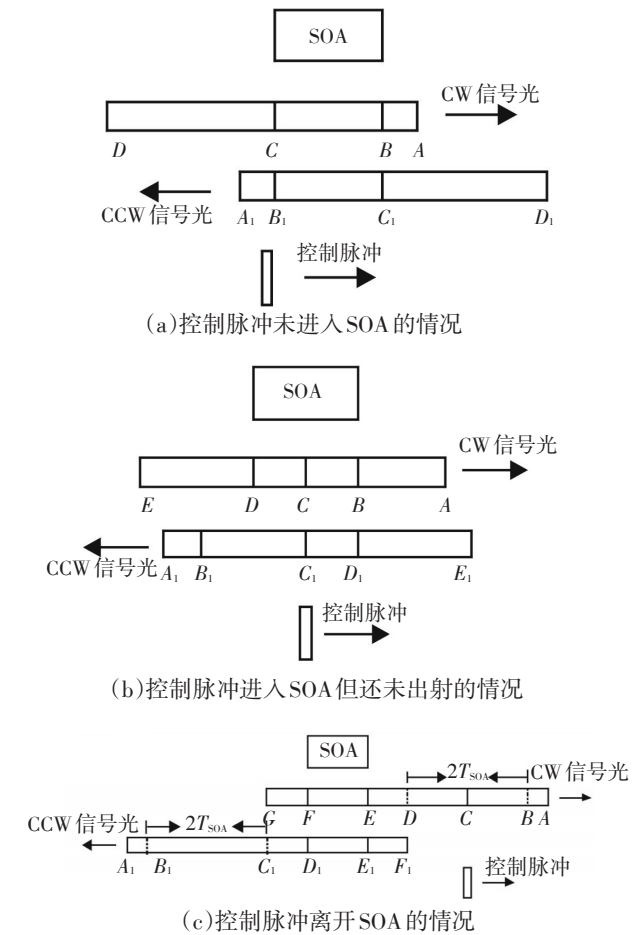 SOA
CW信号光
D C B A
CCW信号光
A₁ B₁ C₁ D₁
控制脉冲
(a)控制脉冲未进入SOA的情况
SOA
CW信号光
E D C B A
CCW信号光
A₁ B₁ C₁ D₁ E₁
控制脉冲
(b)控制脉冲进入SOA但还未出射的情况
SOA
2T_SOA
CW信号光
G F E D C B A
CCW信号光
2T_SOA
A₁ B₁ C₁ D₁ E₁ F₁
控制脉冲
(c)控制脉冲离开SOA的情况